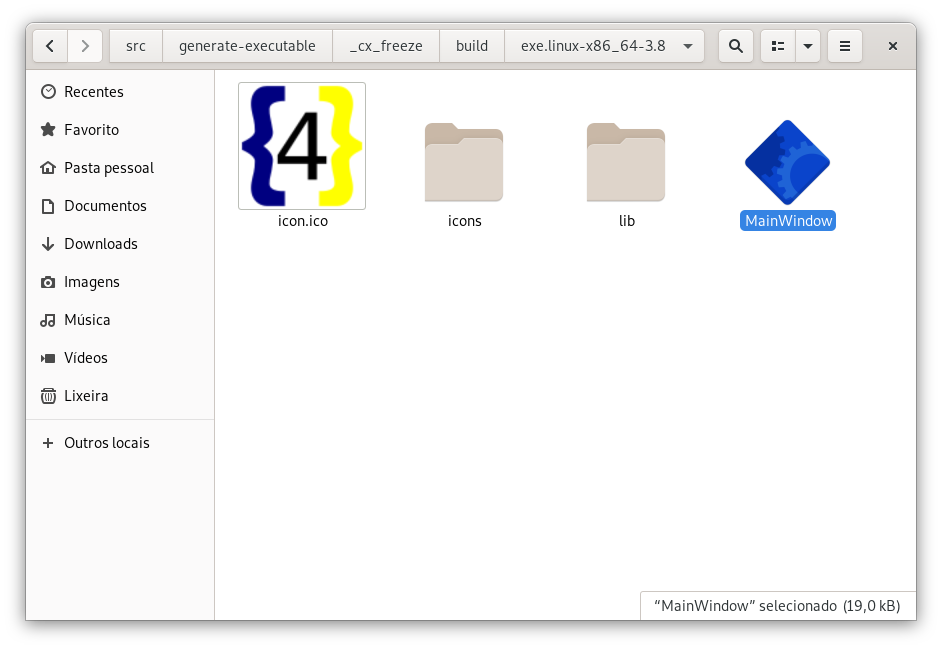 src generate-executable _cx_freeze build exe.linux-x86_64-3.8
Recentes
Favorito
Pasta pessoal
Documentos
Downloads
Imagens
Música
Vídeos
Lixeira
Outros locais
4
icon.ico icons lib MainWindow
“MainWindow” selecionado (19,0 kB)